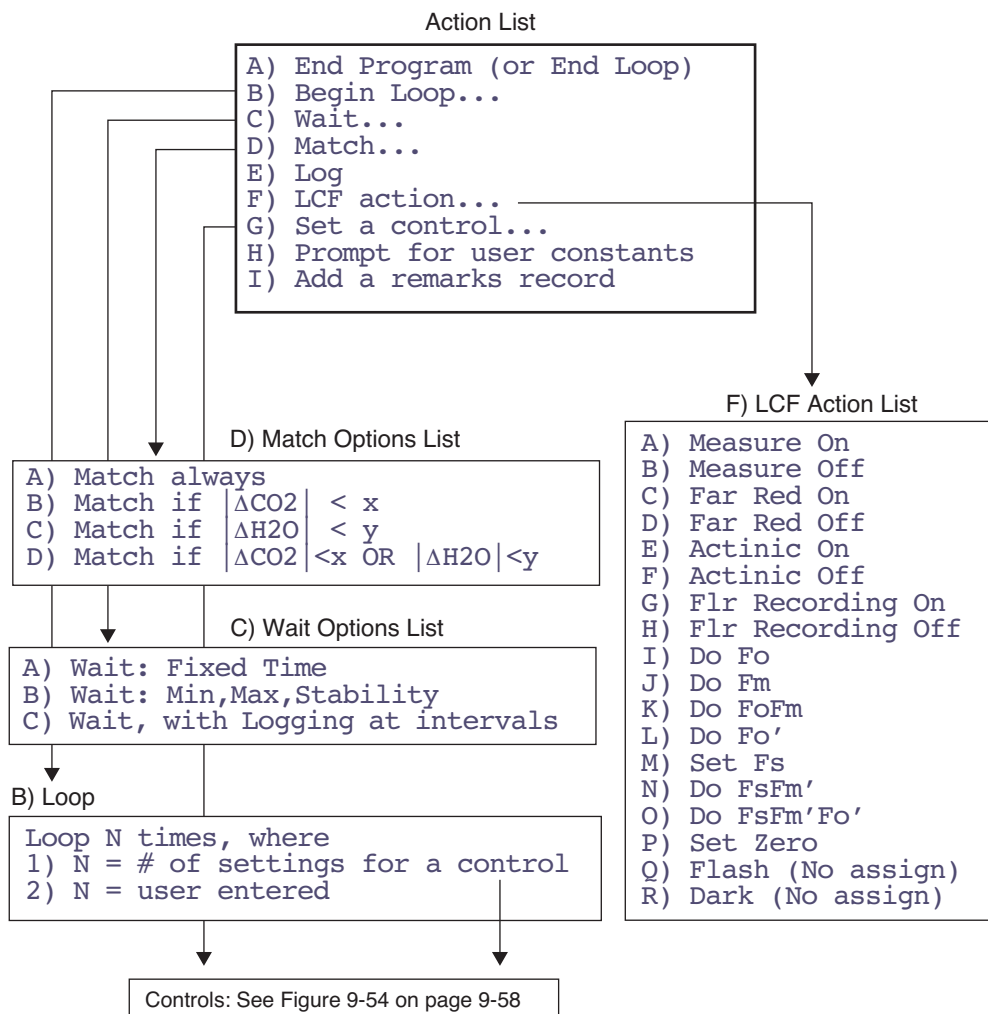 Action List
A) End Program (or End Loop)
B) Begin Loop...
C) Wait...
D) Match...
E) Log
F) LCF action...
G) Set a control...
H) Prompt for user constants
I) Add a remarks record
D) Match Options List
A) Match always
B) Match if |ΔCO2| < x
C) Match if |ΔH2O| < y
D) Match if |ΔCO2|<x OR |ΔH2O|<y
C) Wait Options List
A) Wait: Fixed Time
B) Wait: Min,Max,Stability
C) Wait, with Logging at intervals
B) Loop
Loop N times, where
1) N = # of settings for a control
2) N = user entered
Controls: See Figure 9-54 on page 9-58
F) LCF Action List
A) Measure On
B) Measure Off
C) Far Red On
D) Far Red Off
E) Actinic On
F) Actinic Off
G) Flr Recording On
H) Flr Recording Off
I) Do Fo
J) Do Fm
K) Do FoFm
L) Do Fo’
M) Set Fs
N) Do FsFm’
O) Do FsFm’Fo’
P) Set Zero
Q) Flash (No assign)
R) Dark (No assign)